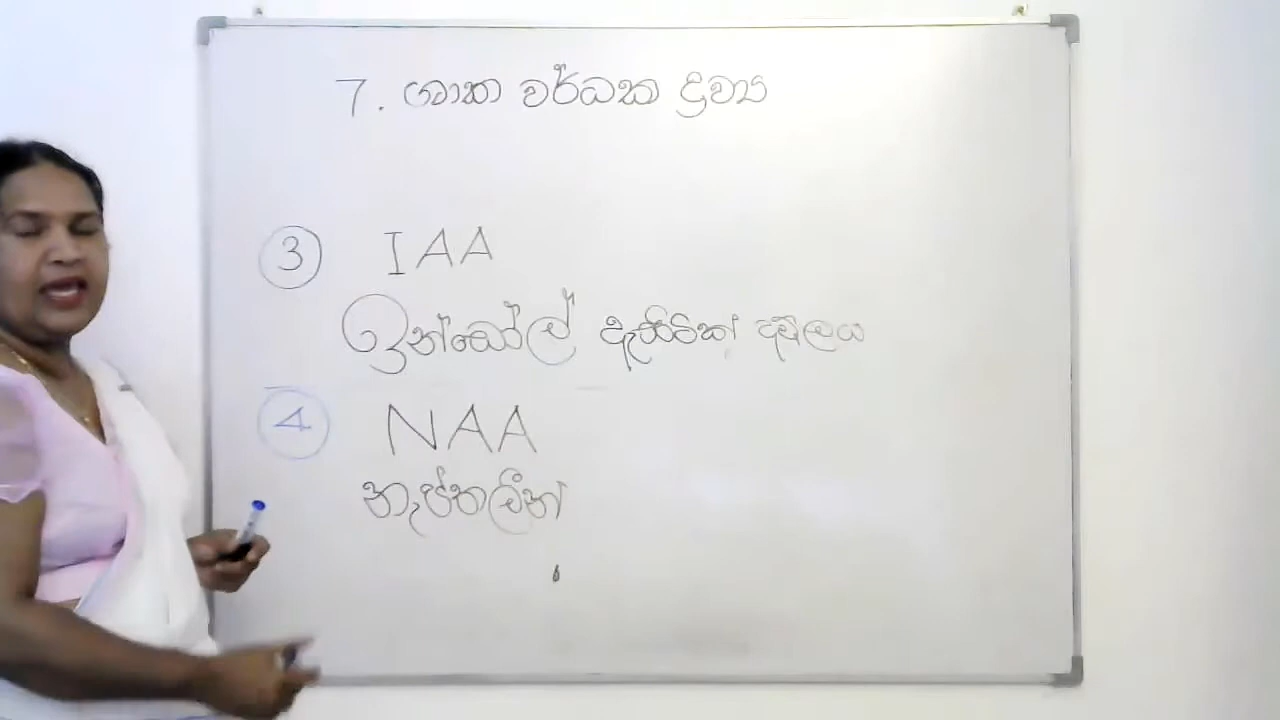 7. ශාක වර්ධක ද්‍රව්‍ය
3 IAA
ඉන්ඩෝල් ඇසිටික් අම්ලය
4 NAA
නැප්තලීන්